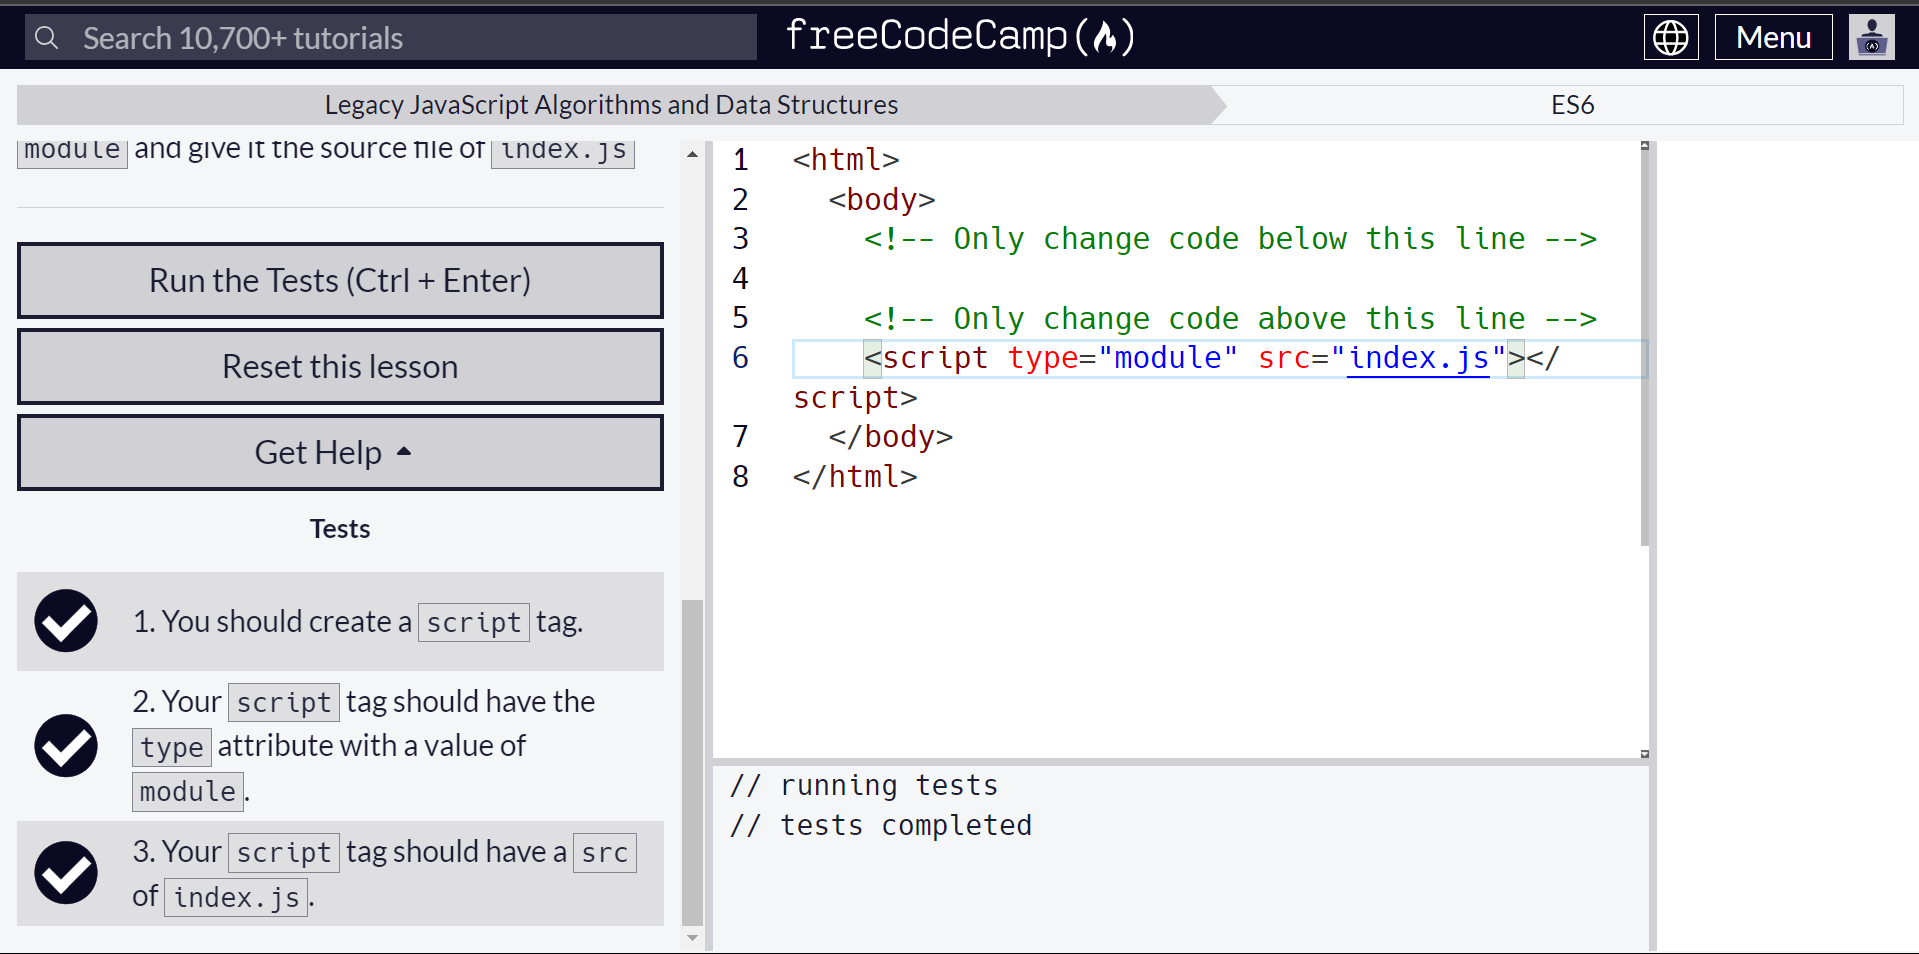 Search 10,700+ tutorials
freeCodeCamp
Menu
Legacy JavaScript Algorithms and Data Structures
ES6
module and give it the source file of index.js
Run the Tests (Ctrl + Enter)
Reset this lesson
Get Help
Tests
1. You should create a script tag.
2. Your script tag should have the
type attribute with a value of
module.
3. Your script tag should have a src
of index.js.
1 <html>
2 <body>
3 <!-- Only change code below this line -->
4
5 <!-- Only change code above this line -->
6 <script type="module" src="index.js"></
script>
7 </body>
8 </html>
// running tests
// tests completed